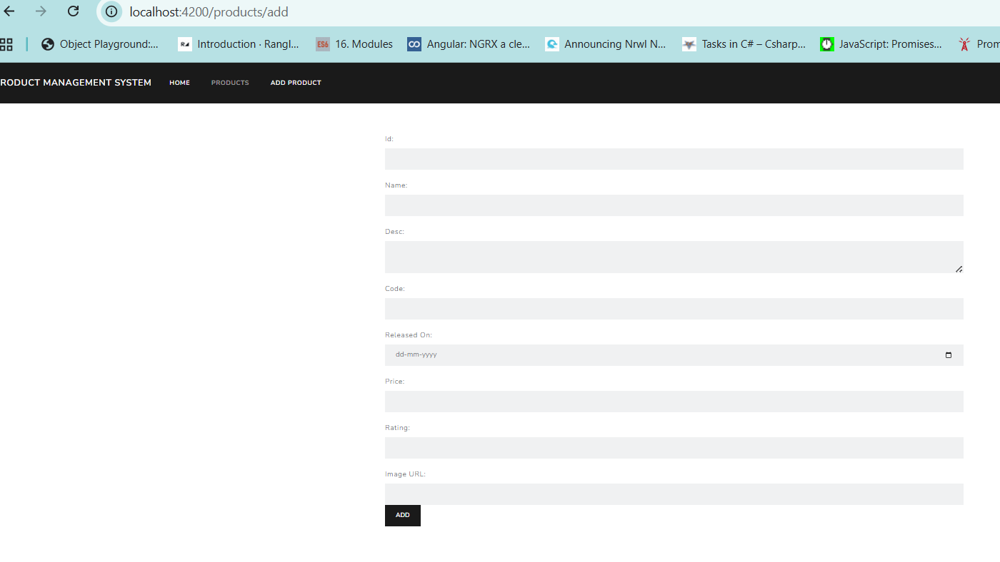 localhost:4200/products/add
Object Playground:... Introduction · Rangl... ES6 16. Modules Angular: NGRX a cle... Announcing Nrwl N... Tasks in C# – Csharp... JavaScript: Promises... Prom
RODUCT MANAGEMENT SYSTEM HOME PRODUCTS ADD PRODUCT
Id:
Name:
Desc:
Code:
Released On:
dd-mm-yyyy
Price:
Rating:
Image URL:
ADD